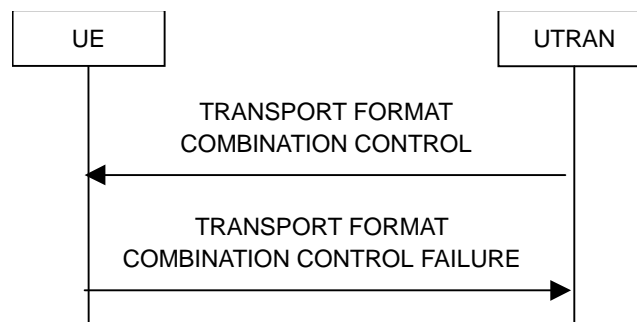 UE
UTRAN
TRANSPORT FORMAT
COMBINATION CONTROL
TRANSPORT FORMAT
COMBINATION CONTROL FAILURE